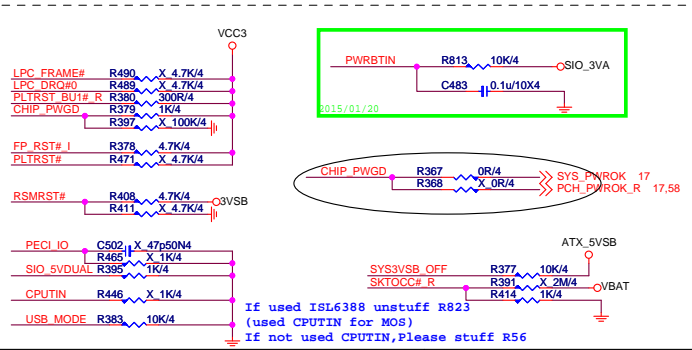 VCC3
LPC_FRAME# R490 X_4.7K/4
LPC_DRQ#0 R489 X_4.7K/4
PLTRST_BU1#_R R380 300R/4
CHIP_PWGD R379 1K/4
R397 X_100K/4
FP_RST#_I R378 4.7K/4
PLTRST# R471 X_4.7K/4
RSMRST# R408 4.7K/4 3VSB
R411 X_4.7K/4
PECI_IO C502 X_47p50N4
R465 X_1K/4
SIO_5VDUAL R395 1K/4
CPUTIN R446 X_1K/4
USB_MODE R383 10K/4
PWRBTIN R813 10K/4 SIO_3VA
C483 0.1u/10X4
2015/01/20
CHIP_PWGD R367 0R/4 SYS_PWROK 17
R368 X_0R/4 PCH_PWROK_R 17,58
ATX_5VSB
SYS3VSB_OFF R377 10K/4
SKTOCC#_R R391 X_2M/4 VBAT
R414 1K/4
If used ISL6388 unstuff R823
(used CPUTIN for MOS)
If not used CPUTIN,Please stuff R56